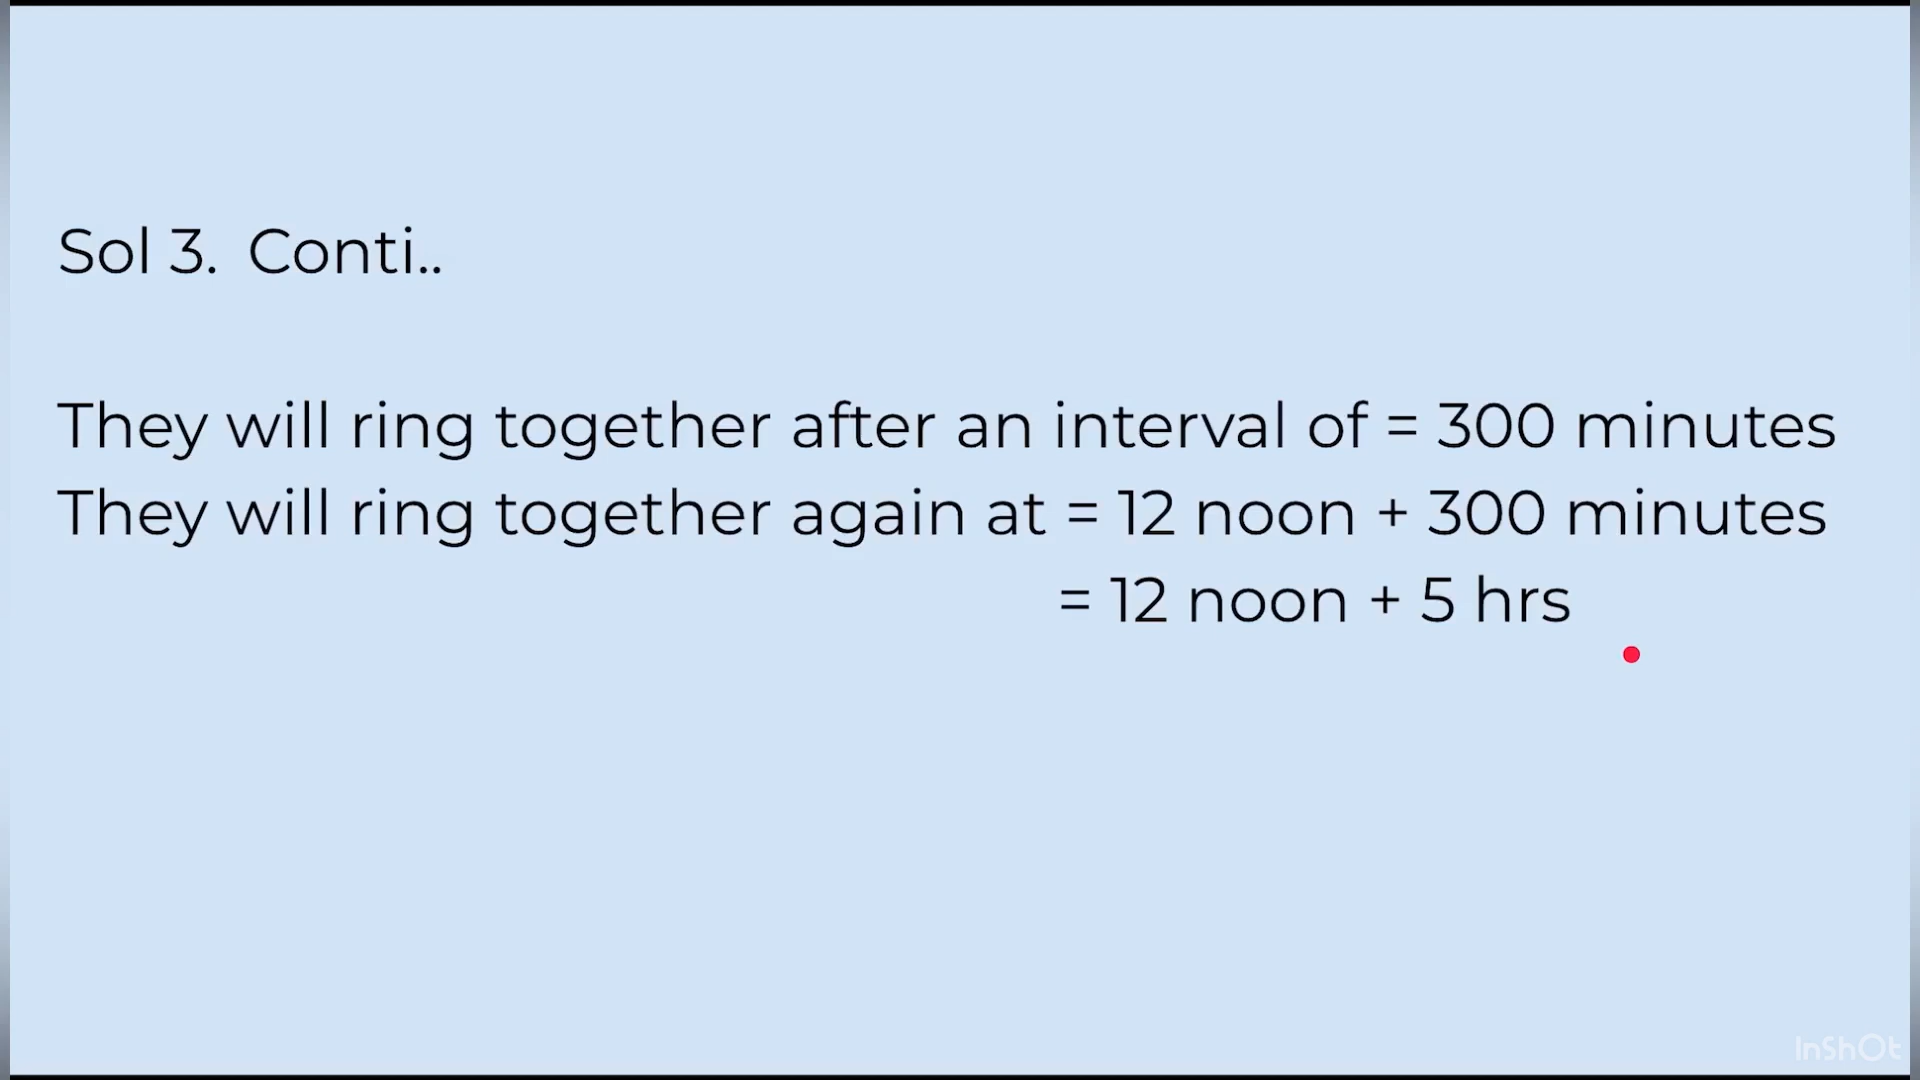 Sol 3. Conti..
They will ring together after an interval of = 300 minutes
They will ring together again at = 12 noon + 300 minutes
= 12 noon + 5 hrs
InShOt